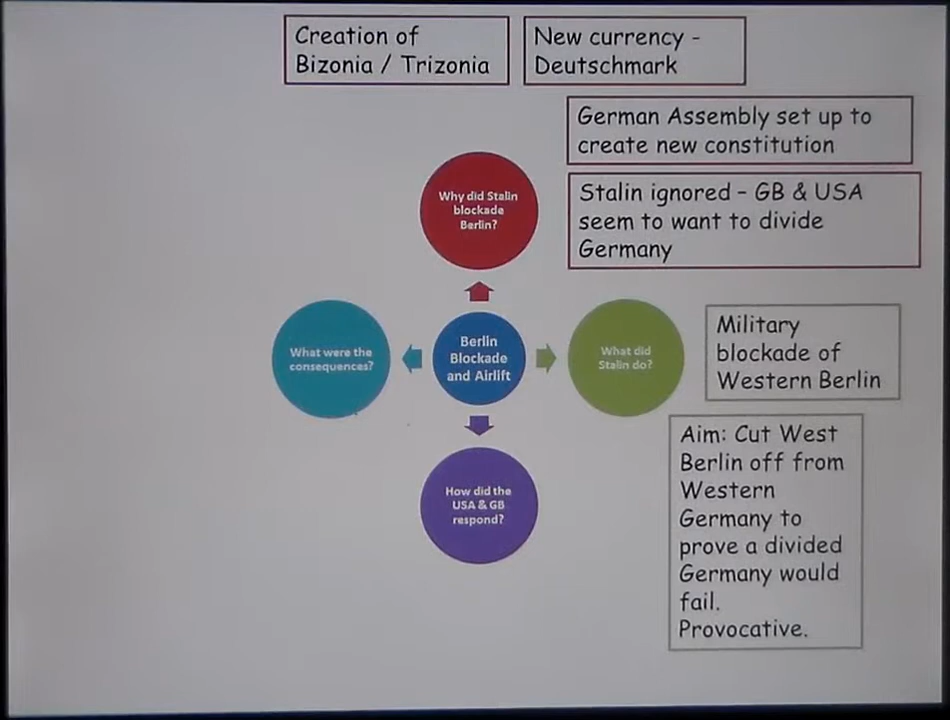 Creation of
Bizonia / Trizonia
New currency -
Deutschmark
German Assembly set up to
create new constitution
Stalin ignored – GB & USA
seem to want to divide
Germany
Why did Stalin
blockade
Berlin?
What were the
consequences?
Berlin
Blockade
and Airlift
What did
Stalin do?
Military
blockade of
Western Berlin
How did the
USA & GB
respond?
Aim: Cut West
Berlin off from
Western
Germany to
prove a divided
Germany would
fail.
Provocative.